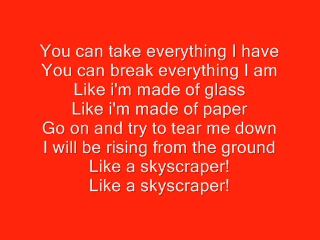 You can take everything I have
You can break everything I am
Like i'm made of glass
Like i'm made of paper
Go on and try to tear me down
I will be rising from the ground
Like a skyscraper!
Like a skyscraper!